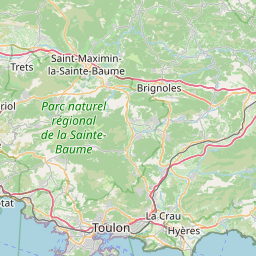 Saint-Maximin-
la-Sainte-Baume
Trets
Brignoles
Parc naturel
régional
de la Sainte-
Baume
La Crau
Toulon
Hyères